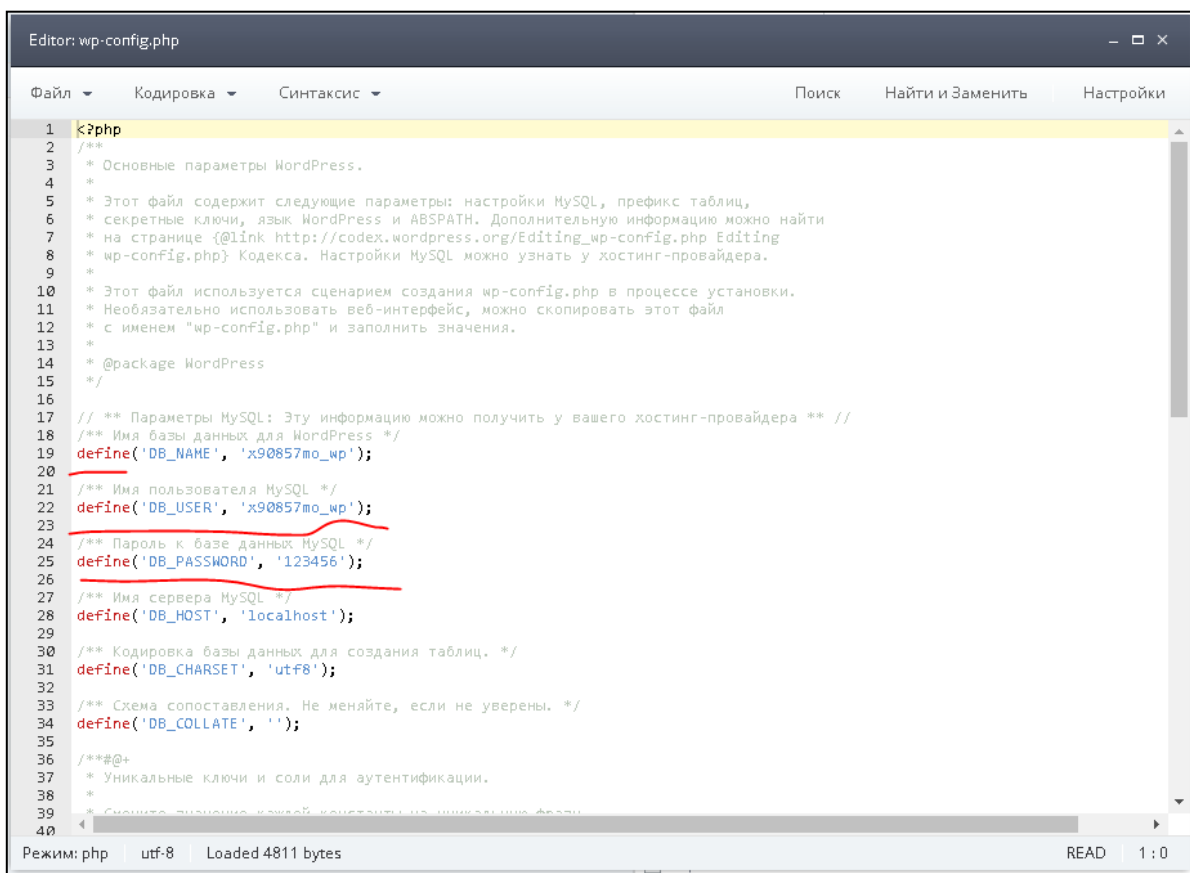 Editor: wp-config.php
Файл Кодировка Синтаксис Поиск Найти и Заменить Настройки
1 <?php
2 /**
3 * Основные параметры WordPress.
4 *
5 * Этот файл содержит следующие параметры: настройки MySQL, префикс таблиц,
6 * секретные ключи, язык WordPress и ABSPATH. Дополнительную информацию можно найти
7 * на странице {@link http://codex.wordpress.org/Editing_wp-config.php Editing
8 * wp-config.php} Кодекса. Настройки MySQL можно узнать у хостинг-провайдера.
9 *
10 * Этот файл используется сценарием создания wp-config.php в процессе установки.
11 * Необязательно использовать веб-интерфейс, можно скопировать этот файл
12 * с именем "wp-config.php" и заполнить значения.
13 *
14 * @package WordPress
15 */
16
17 // ** Параметры MySQL: Эту информацию можно получить у вашего хостинг-провайдера ** //
18 /** Имя базы данных для WordPress */
19 define('DB_NAME', 'x90857mo_wp');
20
21 /** Имя пользователя MySQL */
22 define('DB_USER', 'x90857mo_wp');
23
24 /** Пароль к базе данных MySQL */
25 define('DB_PASSWORD', '123456');
26
27 /** Имя сервера MySQL */
28 define('DB_HOST', 'localhost');
29
30 /** Кодировка базы данных для создания таблиц. */
31 define('DB_CHARSET', 'utf8');
32
33 /** Схема сопоставления. Не меняйте, если не уверены. */
34 define('DB_COLLATE', '');
35
36 /**#@+
37 * Уникальные ключи и соли для аутентификации.
38 *
39 * Смените значение каждой константы на уникальную фразу
40
Режим: php utf-8 Loaded 4811 bytes READ 1 : 0